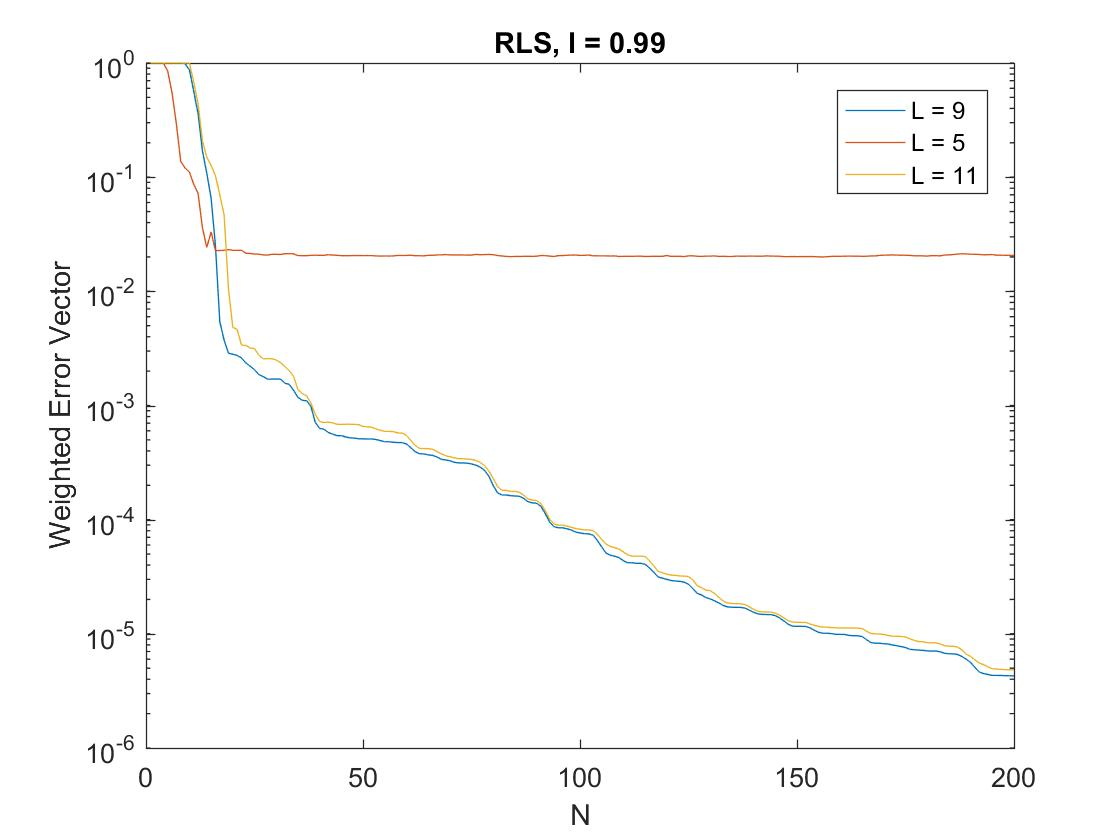 RLS, l = 0.99
10^0
10^-1
10^-2
10^-3
10^-4
10^-5
10^-6
Weighted Error Vector
L = 9
L = 5
L = 11
0 50 100 150 200
N